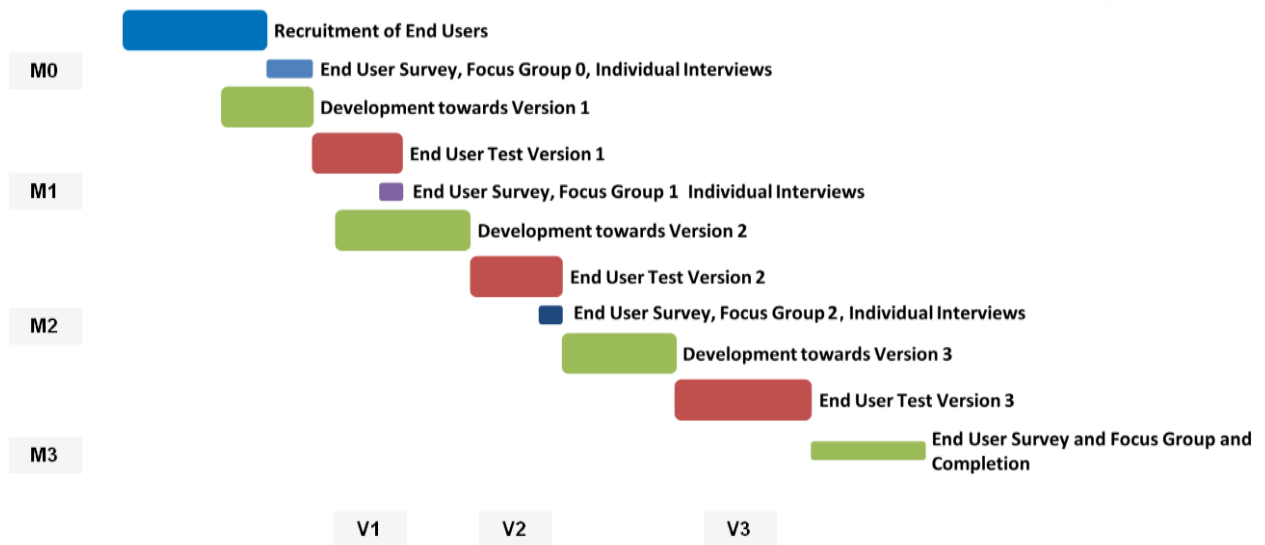 Recruitment of End Users
M0
End User Survey, Focus Group 0, Individual Interviews
Development towards Version 1
End User Test Version 1
M1
End User Survey, Focus Group 1 Individual Interviews
Development towards Version 2
End User Test Version 2
M2
End User Survey, Focus Group 2, Individual Interviews
Development towards Version 3
End User Test Version 3
M3
End User Survey and Focus Group and
Completion
V1
V2
V3